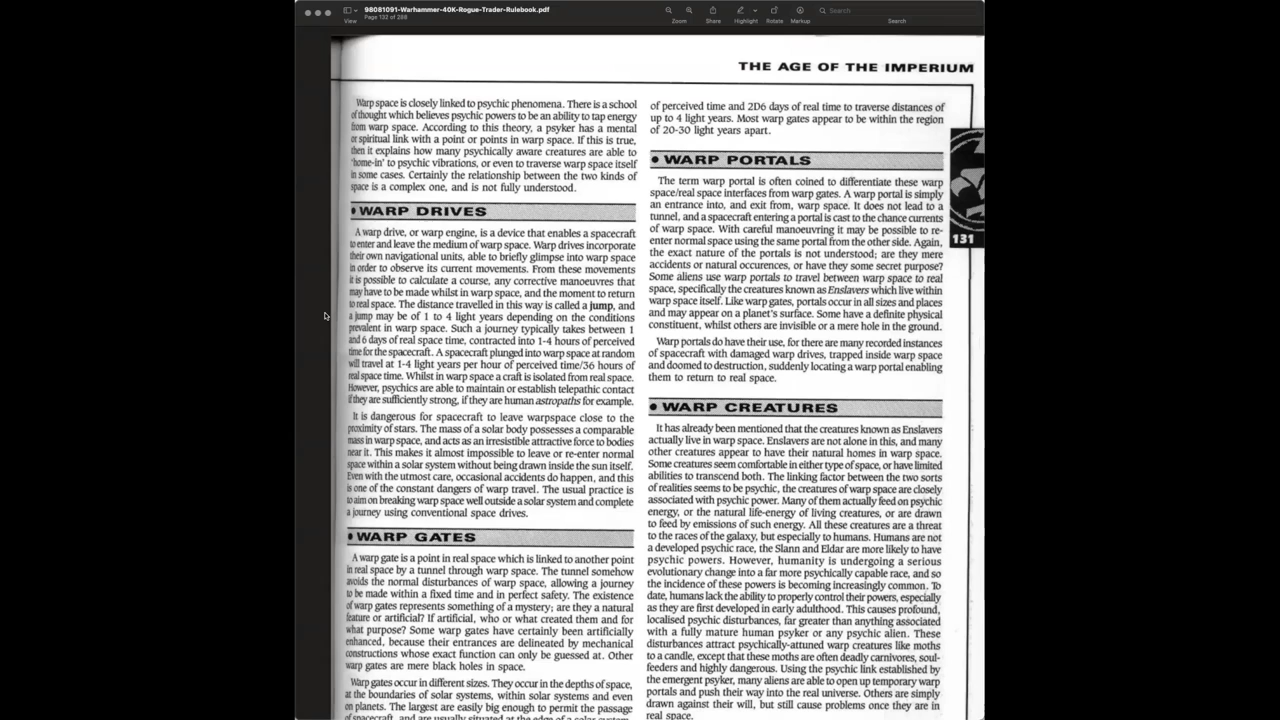 98081091-Warhammer-40K-Rogue-Trader-Rulebook.pdf
Page 132 of 288
View
Zoom
Share
Highlight
Rotate
Markup
Search
Search
THE AGE OF THE IMPERIUM
Warp space is closely linked to psychic phenomena. There is a school
of thought which believes psychic powers to be an ability to tap energy
from warp space. According to this theory, a psyker has a mental
or spiritual link with a point or points in warp space. If this is true,
then it explains how many psychically aware creatures are able to
'home-in' to psychic vibrations, or even to traverse warp space itself
in some cases. Certainly the relationship between the two kinds of
space is a complex one, and is not fully understood.
• WARP DRIVES
A warp drive, or warp engine, is a device that enables a spacecraft
to enter and leave the medium of warp space. Warp drives incorporate
their own navigational units, able to briefly glimpse into warp space
in order to observe its current movements. From these movements
it is possible to calculate a course, any corrective manoeuvres that
may have to be made whilst in warp space, and the moment to return
to real space. The distance travelled in this way is called a jump, and
a jump may be of 1 to 4 light years depending on the conditions
prevalent in warp space. Such a journey typically takes between 1
and 6 days of real space time, contracted into 1-4 hours of perceived
time for the spacecraft. A spacecraft plunged into warp space at random
will travel at 1-4 light years per hour of perceived time/36 hours of
real space time. Whilst in warp space a craft is isolated from real space.
However, psychics are able to maintain or establish telepathic contact
if they are sufficiently strong, if they are human astropaths for example.
It is dangerous for spacecraft to leave warpspace close to the
proximity of stars. The mass of a solar body possesses a comparable
mass in warp space, and acts as an irresistible attractive force to bodies
near it. This makes it almost impossible to leave or re-enter normal
space within a solar system without being drawn inside the sun itself.
Even with the utmost care, occasional accidents do happen, and this
is one of the constant dangers of warp travel. The usual practice is
to aim on breaking warp space well outside a solar system and complete
a journey using conventional space drives.
• WARP GATES
A warp gate is a point in real space which is linked to another point
in real space by a tunnel through warp space. The tunnel somehow
avoids the normal disturbances of warp space, allowing a journey
to be made within a fixed time and in perfect safety. The existence
of warp gates represents something of a mystery; are they a natural
feature or artificial? If artificial, who or what created them and for
what purpose? Some warp gates have certainly been artificially
enhanced, because their entrances are delineated by mechanical
constructions whose exact function can only be guessed at. Other
warp gates are mere black holes in space.
Warp gates occur in different sizes. They occur in the depths of space,
at the boundaries of solar systems, within solar systems and even
on planets. The largest are easily big enough to permit the passage
of spacecraft, and are usually situated at the edge of a solar system
of perceived time and 2D6 days of real time to traverse distances of
up to 4 light years. Most warp gates appear to be within the region
of 20-30 light years apart.
• WARP PORTALS
The term warp portal is often coined to differentiate these warp
space/real space interfaces from warp gates. A warp portal is simply
an entrance into, and exit from, warp space. It does not lead to a
tunnel, and a spacecraft entering a portal is cast to the chance currents
of warp space. With careful manoeuvring it may be possible to re-
enter normal space using the same portal from the other side. Again,
the exact nature of the portals is not understood; are they mere
accidents or natural occurences, or have they some secret purpose?
Some aliens use warp portals to travel between warp space to real
space, specifically the creatures known as Enslavers which live within
warp space itself. Like warp gates, portals occur in all sizes and places
and may appear on a planet's surface. Some have a definite physical
constituent, whilst others are invisible or a mere hole in the ground.
Warp portals do have their use, for there are many recorded instances
of spacecraft with damaged warp drives, trapped inside warp space
and doomed to destruction, suddenly locating a warp portal enabling
them to return to real space.
• WARP CREATURES
It has already been mentioned that the creatures known as Enslavers
actually live in warp space. Enslavers are not alone in this, and many
other creatures appear to have their natural homes in warp space.
Some creatures seem comfortable in either type of space, or have limited
abilities to transcend both. The linking factor between the two sorts
of realities seems to be psychic, the creatures of warp space are closely
associated with psychic power. Many of them actually feed on psychic
energy, or the natural life-energy of living creatures, or are drawn
to feed by emissions of such energy. All these creatures are a threat
to the races of the galaxy, but especially to humans. Humans are not
a developed psychic race, the Slann and Eldar are more likely to have
psychic powers. However, humanity is undergoing a serious
evolutionary change into a far more psychically capable race, and so
the incidence of these powers is becoming increasingly common. To
date, humans lack the ability to properly control their powers, especially
as they are first developed in early adulthood. This causes profound,
localised psychic disturbances, far greater than anything associated
with a fully mature human psyker or any psychic alien. These
disturbances attract psychically-attuned warp creatures like moths
to a candle, except that these moths are often deadly carnivores, soul-
feeders and highly dangerous. Using the psychic link established by
the emergent psyker, many aliens are able to open up temporary warp
portals and push their way into the real universe. Others are simply
drawn against their will, but still cause problems once they are in
real space.
131